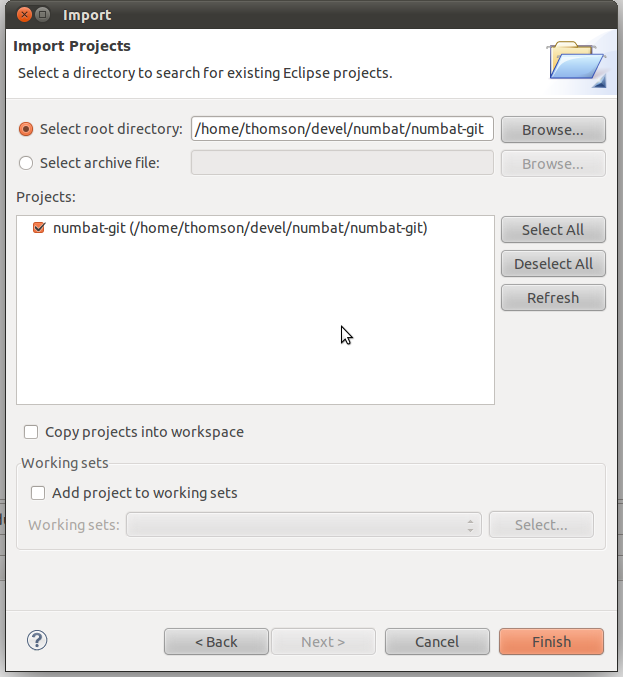 Import
Import Projects
Select a directory to search for existing Eclipse projects.
Select root directory: /home/thomson/devel/numbat/numbat-git Browse...
Select archive file: Browse...
Projects:
numbat-git (/home/thomson/devel/numbat/numbat-git)
Select All
Deselect All
Refresh
Copy projects into workspace
Working sets
Add project to working sets
Working sets: Select...
? < Back Next > Cancel Finish